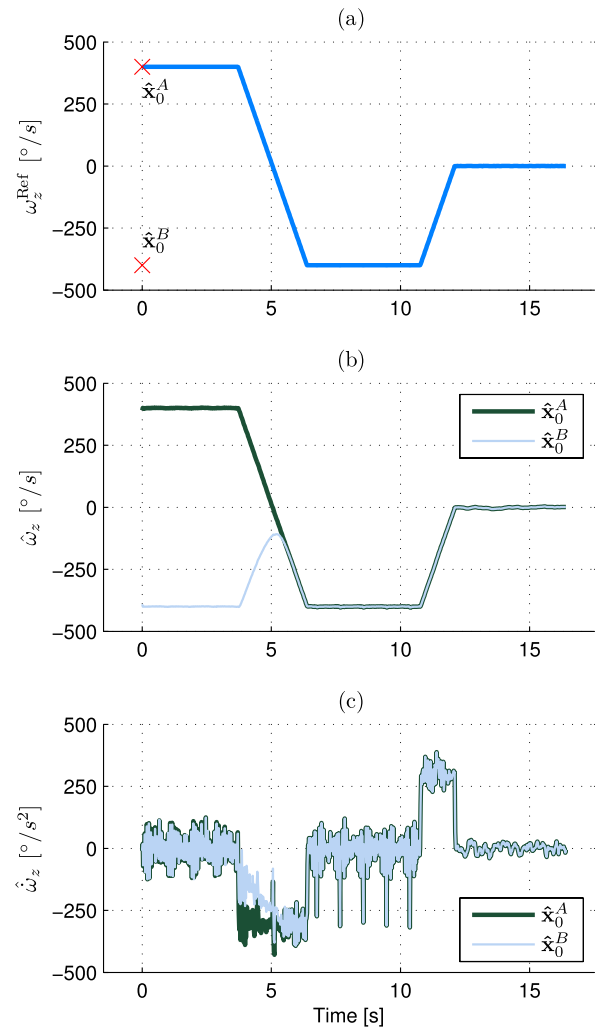 (a)
500
250
0
−250
−500
ω_z^Ref [°/s]
x̂_0^A
x̂_0^B
0 5 10 15
(b)
500
250
0
−250
−500
ω̂_z [°/s]
x̂_0^A
x̂_0^B
0 5 10 15
(c)
500
250
0
−250
−500
ω̇̂_z [°/s²]
x̂_0^A
x̂_0^B
0 5 10 15
Time [s]